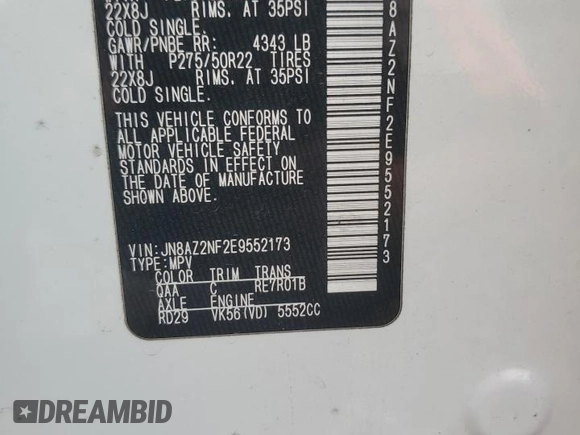 22X8J RIMS. AT 35PSI
COLD SINGLE.
GAWR/PNBE RR: 4343 LB
WITH P275/50R22 TIRES
22X8J RIMS. AT 35PSI
COLD SINGLE.
THIS VEHICLE CONFORMS TO
ALL APPLICABLE FEDERAL
MOTOR VEHICLE SAFETY
STANDARDS IN EFFECT ON
THE DATE OF MANUFACTURE
SHOWN ABOVE.
VIN: JN8AZ2NF2E9552173
TYPE: MPV
COLOR TRIM TRANS
QAA C RE7R01B
AXLE ENGINE
RD29 VK56(VD) 5552CC
8AZ2NF2E9552173
DREAMBID